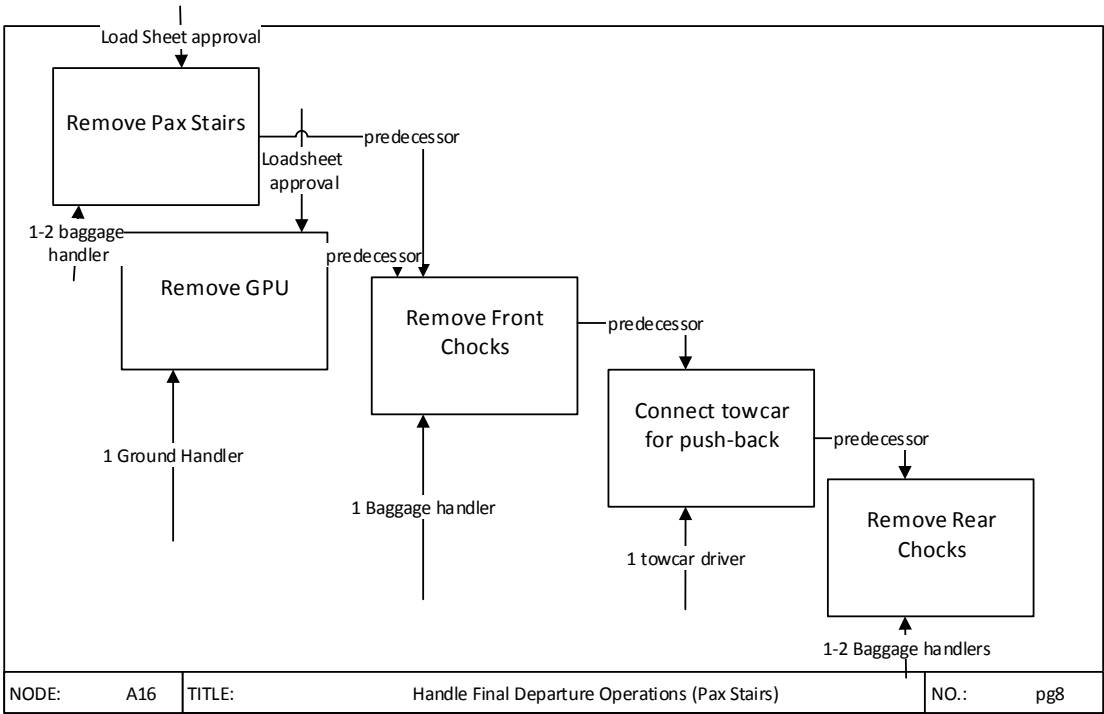 Load Sheet approval
Remove Pax Stairs
predecessor
Loadsheet
approval
1-2 baggage
handler
predecessor
Remove GPU
Remove Front
Chocks
predecessor
Connect towcar
for push-back
predecessor
1 Ground Handler
1 Baggage handler
Remove Rear
Chocks
1 towcar driver
1-2 Baggage handlers
NODE: A16 TITLE: Handle Final Departure Operations (Pax Stairs) NO.: pg8